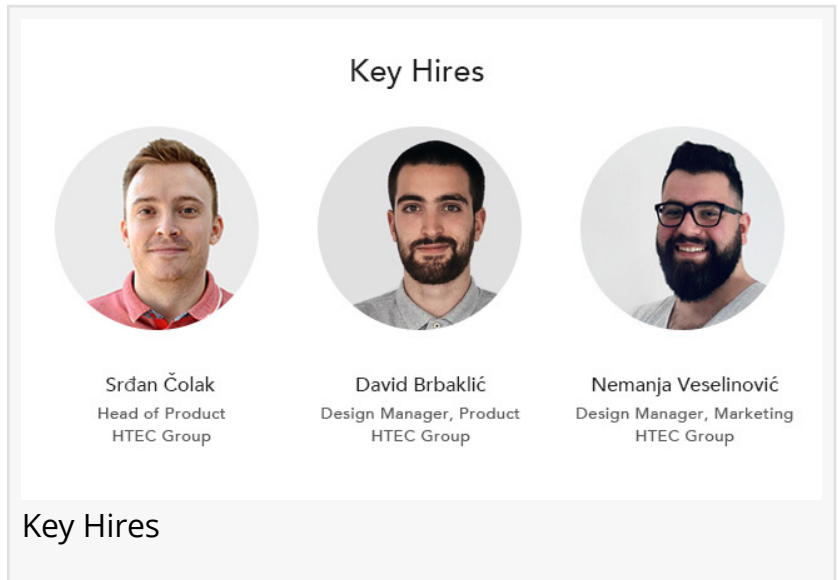 Key Hires
Srđan Čolak
Head of Product
HTEC Group
David Brbaklić
Design Manager, Product
HTEC Group
Nemanja Veselinović
Design Manager, Marketing
HTEC Group
Key Hires